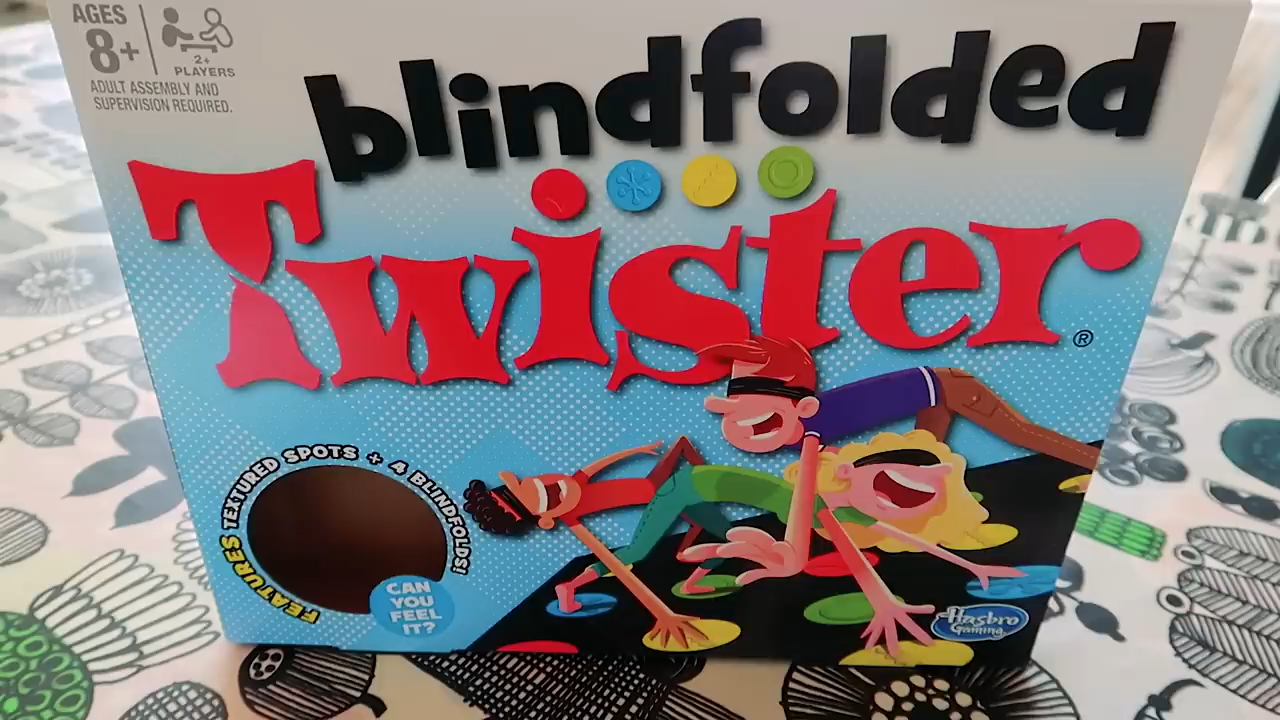 AGES
8+
2+
PLAYERS
ADULT ASSEMBLY AND
SUPERVISION REQUIRED.
blindfolded
Twister®
FEATURES TEXTURED SPOTS + 4 BLINDFOLDS!
CAN
YOU
FEEL
IT?
Hasbro
Gaming